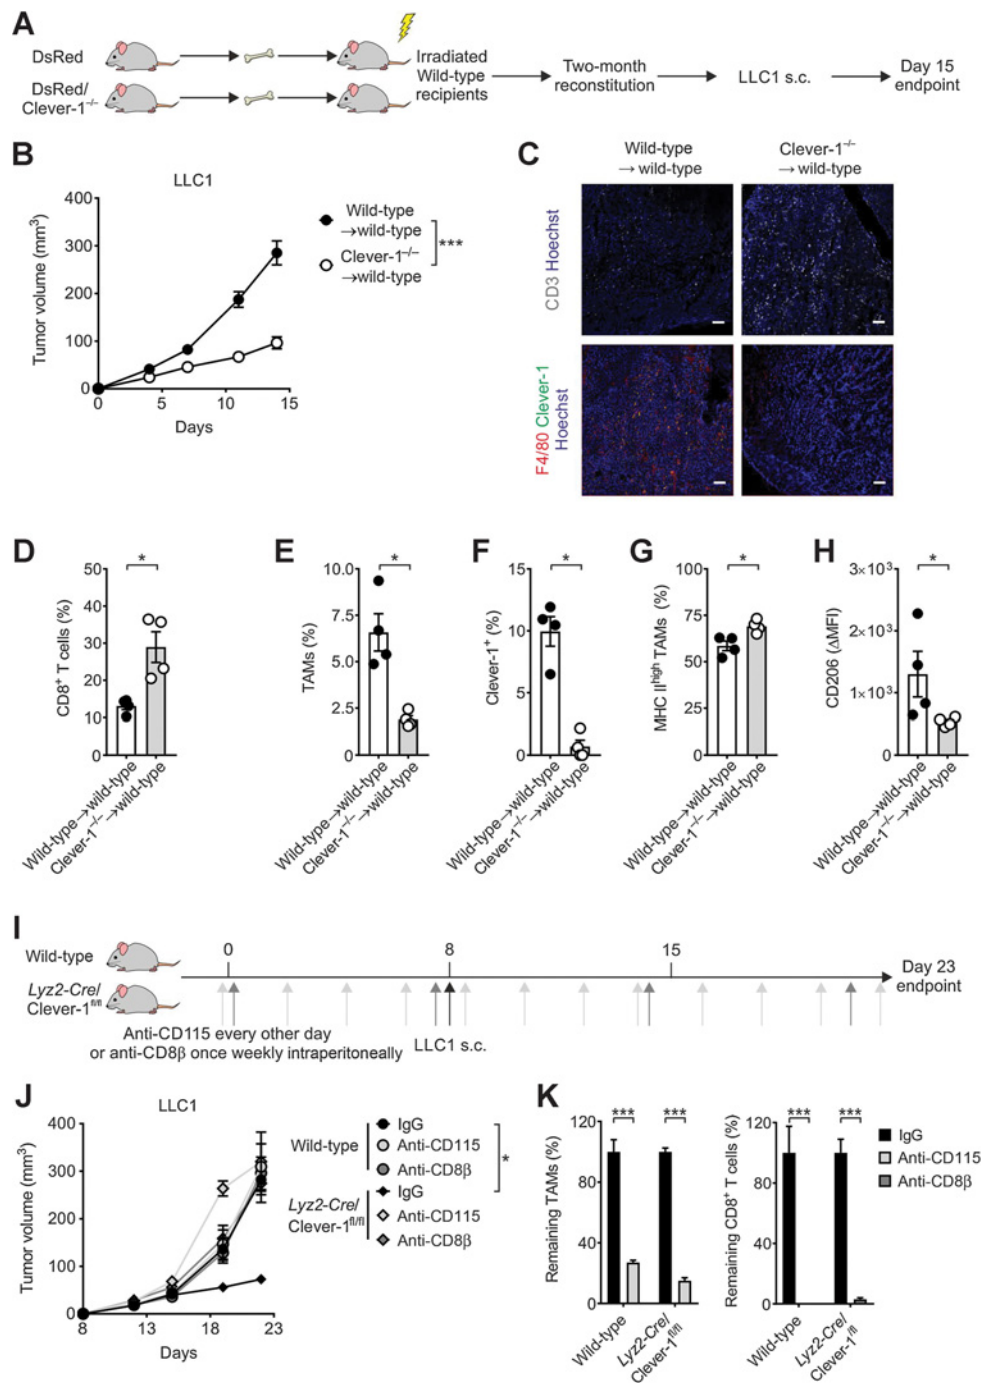 A
DsRed
DsRed/
Clever-1⁻/⁻
Irradiated
Wild-type
recipients
Two-month
reconstitution
LLC1 s.c.
Day 15
endpoint
B
LLC1
Tumor volume (mm³)
400
300
200
100
0
0 5 10 15
Days
Wild-type
→wild-type
Clever-1⁻/⁻
→wild-type
***
C
Wild-type
→ wild-type
Clever-1⁻/⁻
→ wild-type
CD3 Hoechst
F4/80 Clever-1
Hoechst
D
CD8⁺ T cells (%)
50
40
30
20
10
0
*
Wild-type→wild-type
Clever-1⁻/⁻→wild-type
E
TAMs (%)
10.0
7.5
5.0
2.5
0
*
Wild-type→wild-type
Clever-1⁻/⁻→wild-type
F
Clever-1⁺ (%)
15
10
5
0
*
Wild-type→wild-type
Clever-1⁻/⁻→wild-type
G
MHC IIʰⁱᵍʰ TAMs (%)
100
75
50
25
0
*
Wild-type→wild-type
Clever-1⁻/⁻→wild-type
H
CD206 (ΔMFI)
3×10³
2×10³
1×10³
0
*
Wild-type→wild-type
Clever-1⁻/⁻→wild-type
I
Wild-type
Lyz2-Cre/
Clever-1ᶠˡ/ᶠˡ
0 8 15
Day 23
endpoint
Anti-CD115 every other day
or anti-CD8β once weekly intraperitoneally
LLC1 s.c.
J
LLC1
Tumor volume (mm³)
400
300
200
100
0
8 13 18 23
Days
Wild-type
IgG
Anti-CD115
Anti-CD8β
Lyz2-Cre/
Clever-1ᶠˡ/ᶠˡ
IgG
Anti-CD115
Anti-CD8β
*
K
Remaining TAMs (%)
120
80
40
0
*** ***
Wild-type
Lyz2-Cre/
Clever-1ᶠˡ/ᶠˡ
Remaining CD8⁺ T cells (%)
120
80
40
0
*** ***
Wild-type
Lyz2-Cre/
Clever-1ᶠˡ
IgG
Anti-CD115
Anti-CD8β